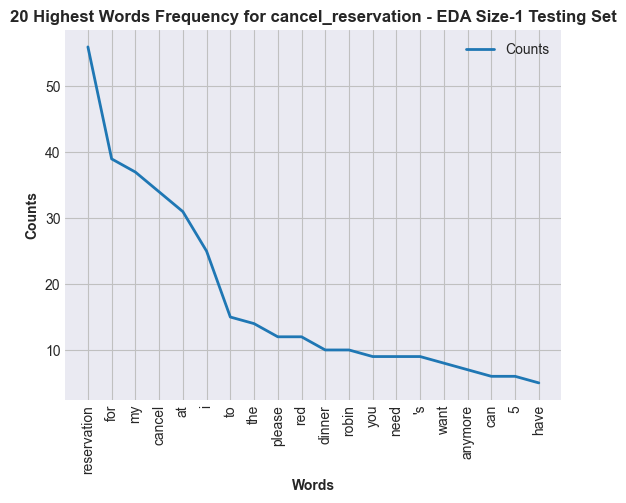 20 Highest Words Frequency for cancel_reservation - EDA Size-1 Testing Set
Counts
50
40
30
20
10
Counts
reservation
for
my
cancel
at
i
to
the
please
red
dinner
robin
you
need
's
want
anymore
can
5
have
Words